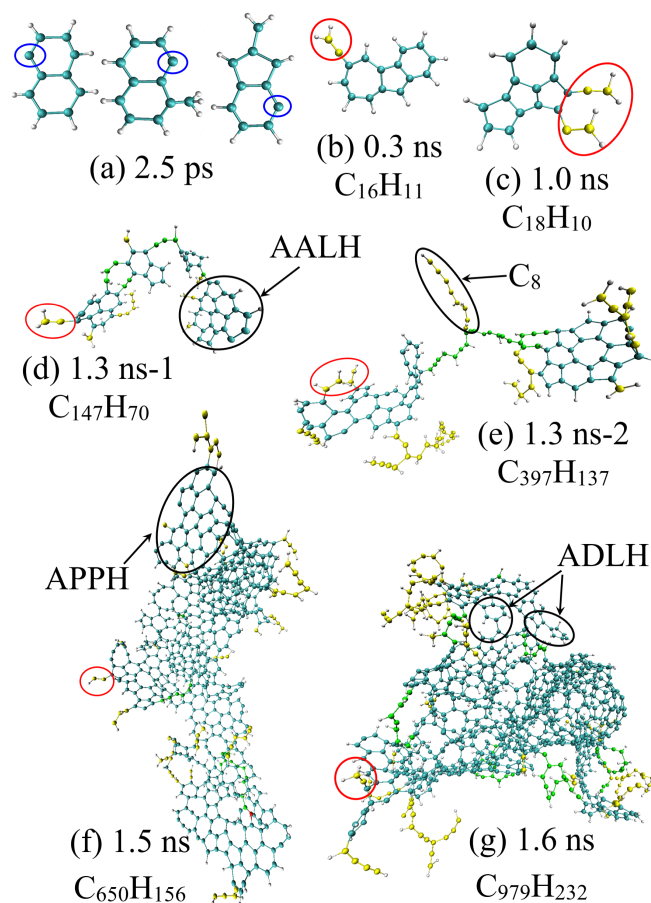 (a) 2.5 ps
(b) 0.3 ns
C₁₆H₁₁
(c) 1.0 ns
C₁₈H₁₀
AALH
(d) 1.3 ns-1
C₁₄₇H₇₀
C₈
(e) 1.3 ns-2
C₃₉₇H₁₃₇
APPH
(f) 1.5 ns
C₆₅₀H₁₅₆
ADLH
(g) 1.6 ns
C₉₇₉H₂₃₂